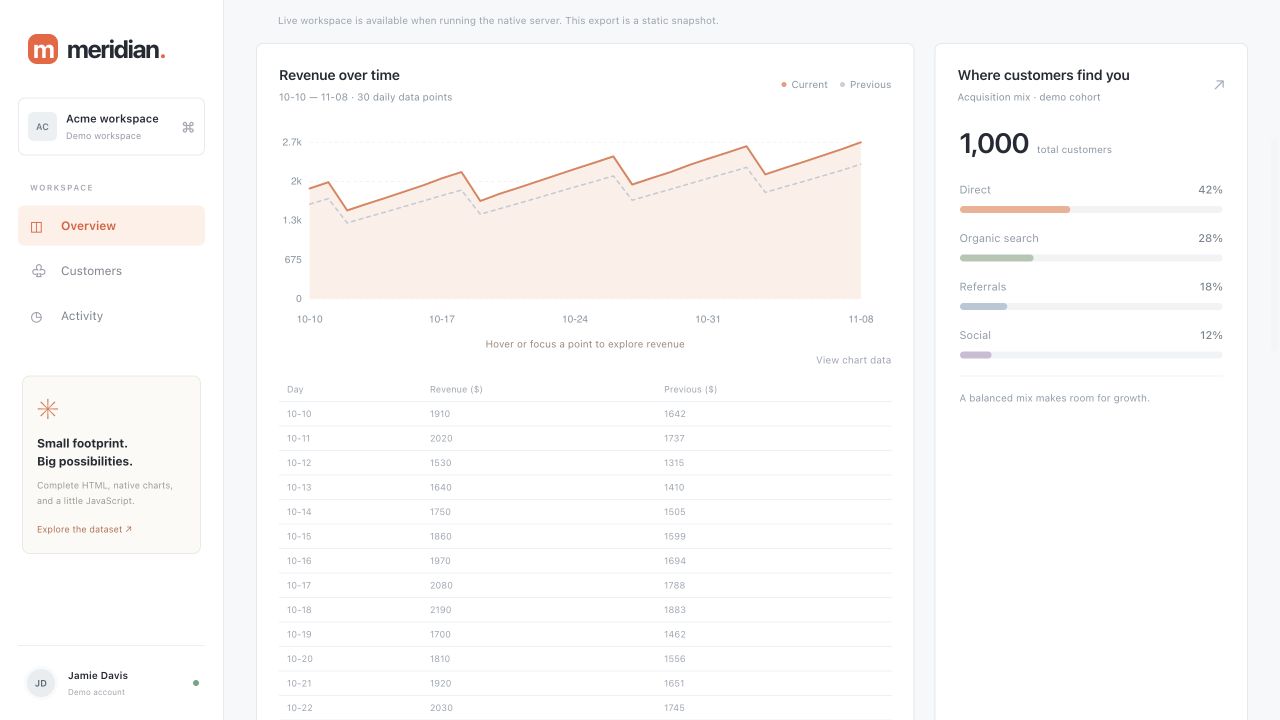 m meridian.
AC
Acme workspace
Demo workspace
⌘
WORKSPACE
Overview
Customers
Activity
Small footprint.
Big possibilities.
Complete HTML, native charts,
and a little JavaScript.
Explore the dataset ↗
JD
Jamie Davis
Demo account
Live workspace is available when running the native server. This export is a static snapshot.
Revenue over time
10-10 — 11-08 · 30 daily data points
Current Previous
2.7k
2k
1.3k
675
0
10-10 10-17 10-24 10-31 11-08
Hover or focus a point to explore revenue
View chart data
Day Revenue ($) Previous ($)
10-10 1910 1642
10-11 2020 1737
10-12 1530 1315
10-13 1640 1410
10-14 1750 1505
10-15 1860 1599
10-16 1970 1694
10-17 2080 1788
10-18 2190 1883
10-19 1700 1462
10-20 1810 1556
10-21 1920 1651
10-22 2030 1745
Where customers find you
Acquisition mix · demo cohort
↗
1,000 total customers
Direct 42%
Organic search 28%
Referrals 18%
Social 12%
A balanced mix makes room for growth.